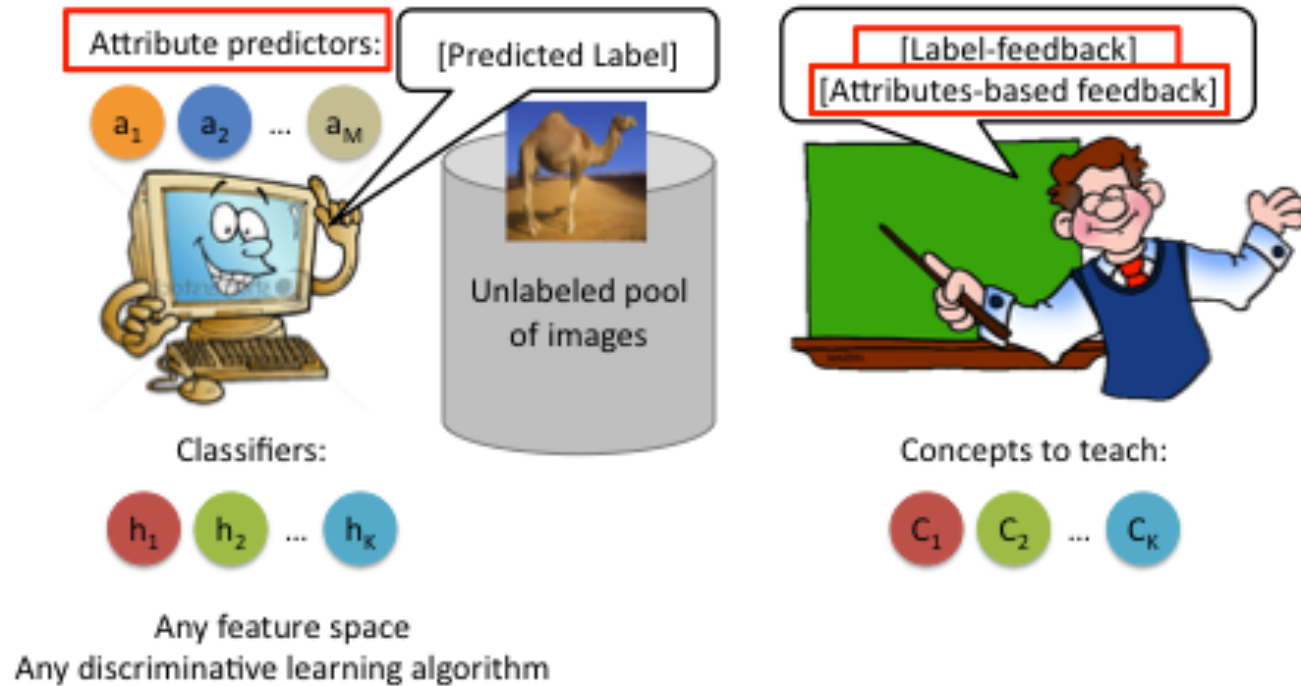 Attribute predictors:
[Predicted Label]
[Label-feedback]
[Attributes-based feedback]
a1 a2 ... aM
Unlabeled pool
of images
Classifiers:
Concepts to teach:
h1 h2 ... hK
C1 C2 ... CK
Any feature space
Any discriminative learning algorithm